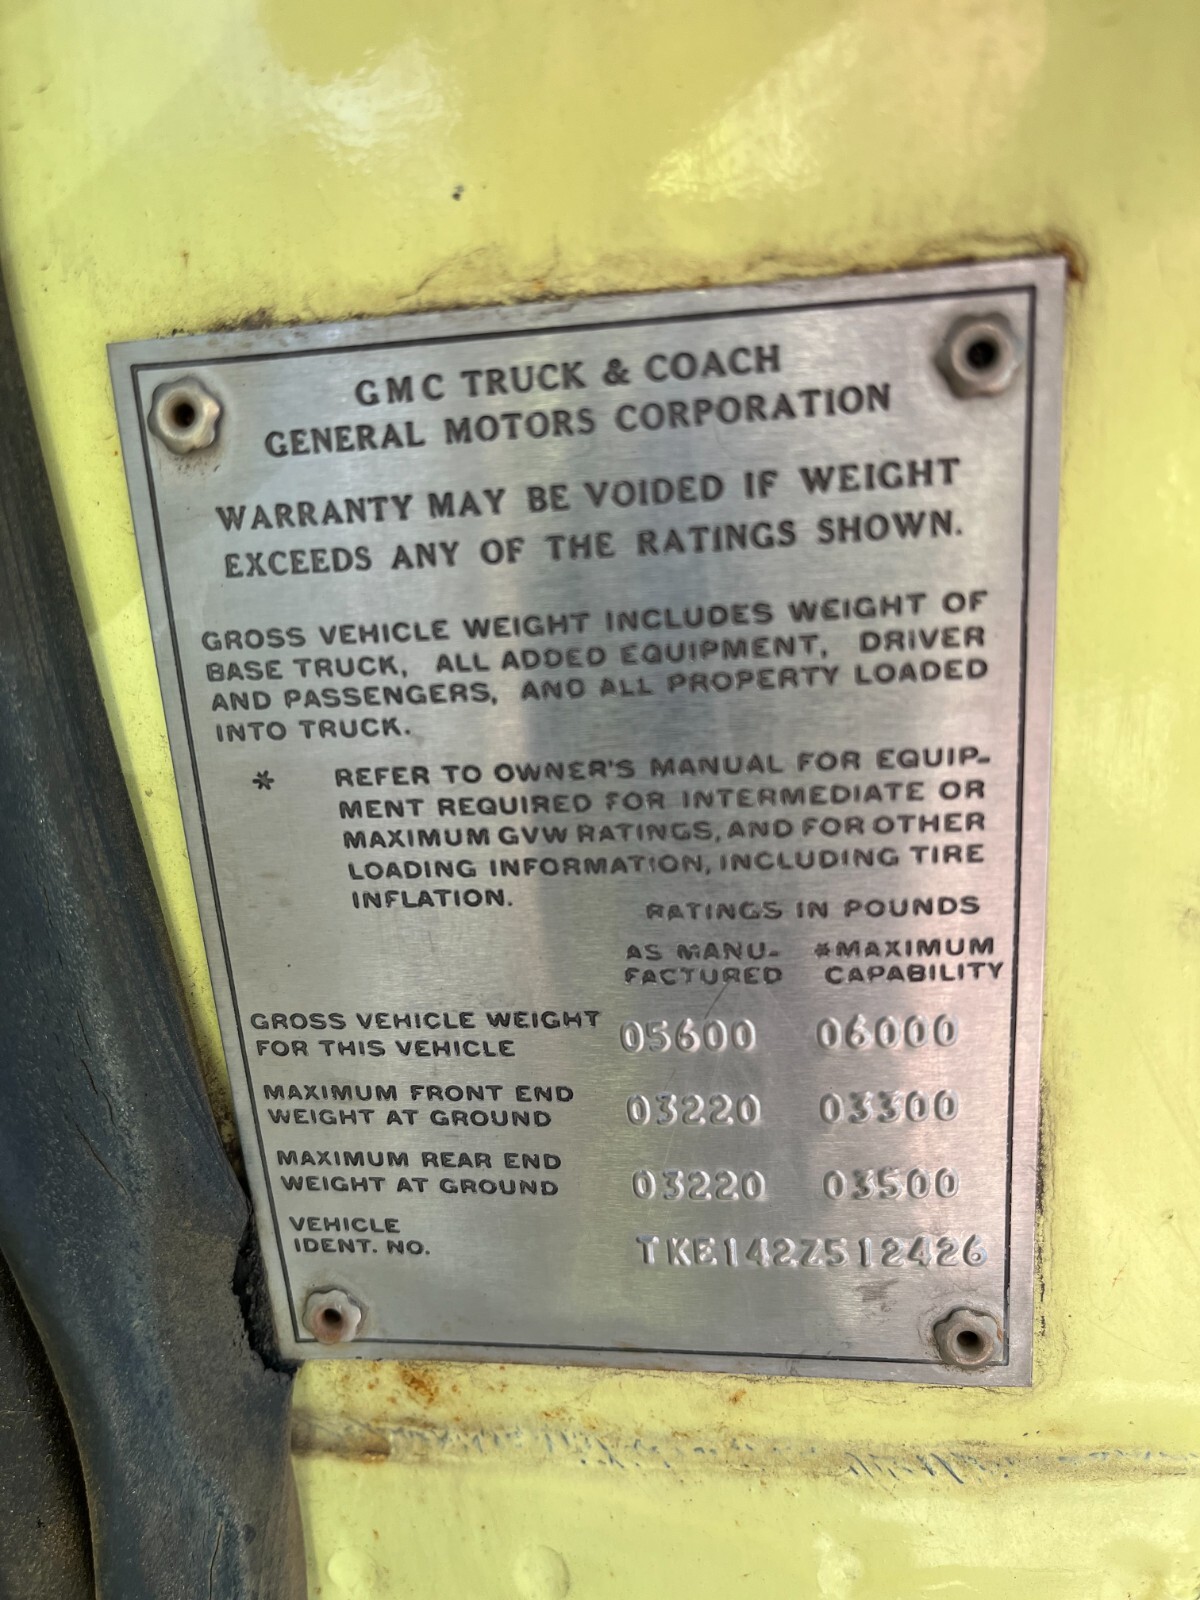 GMC TRUCK & COACH
GENERAL MOTORS CORPORATION
WARRANTY MAY BE VOIDED IF WEIGHT
EXCEEDS ANY OF THE RATINGS SHOWN.
GROSS VEHICLE WEIGHT INCLUDES WEIGHT OF
BASE TRUCK, ALL ADDED EQUIPMENT, DRIVER
AND PASSENGERS, AND ALL PROPERTY LOADED
INTO TRUCK.
* REFER TO OWNER'S MANUAL FOR EQUIP-
MENT REQUIRED FOR INTERMEDIATE OR
MAXIMUM GVW RATINGS, AND FOR OTHER
LOADING INFORMATION, INCLUDING TIRE
INFLATION.
RATINGS IN POUNDS
AS MANU- *MAXIMUM
FACTURED CAPABILITY
GROSS VEHICLE WEIGHT
FOR THIS VEHICLE 05600 06000
MAXIMUM FRONT END
WEIGHT AT GROUND 03220 03300
MAXIMUM REAR END
WEIGHT AT GROUND 03220 03500
VEHICLE
IDENT. NO. TKE142Z512426